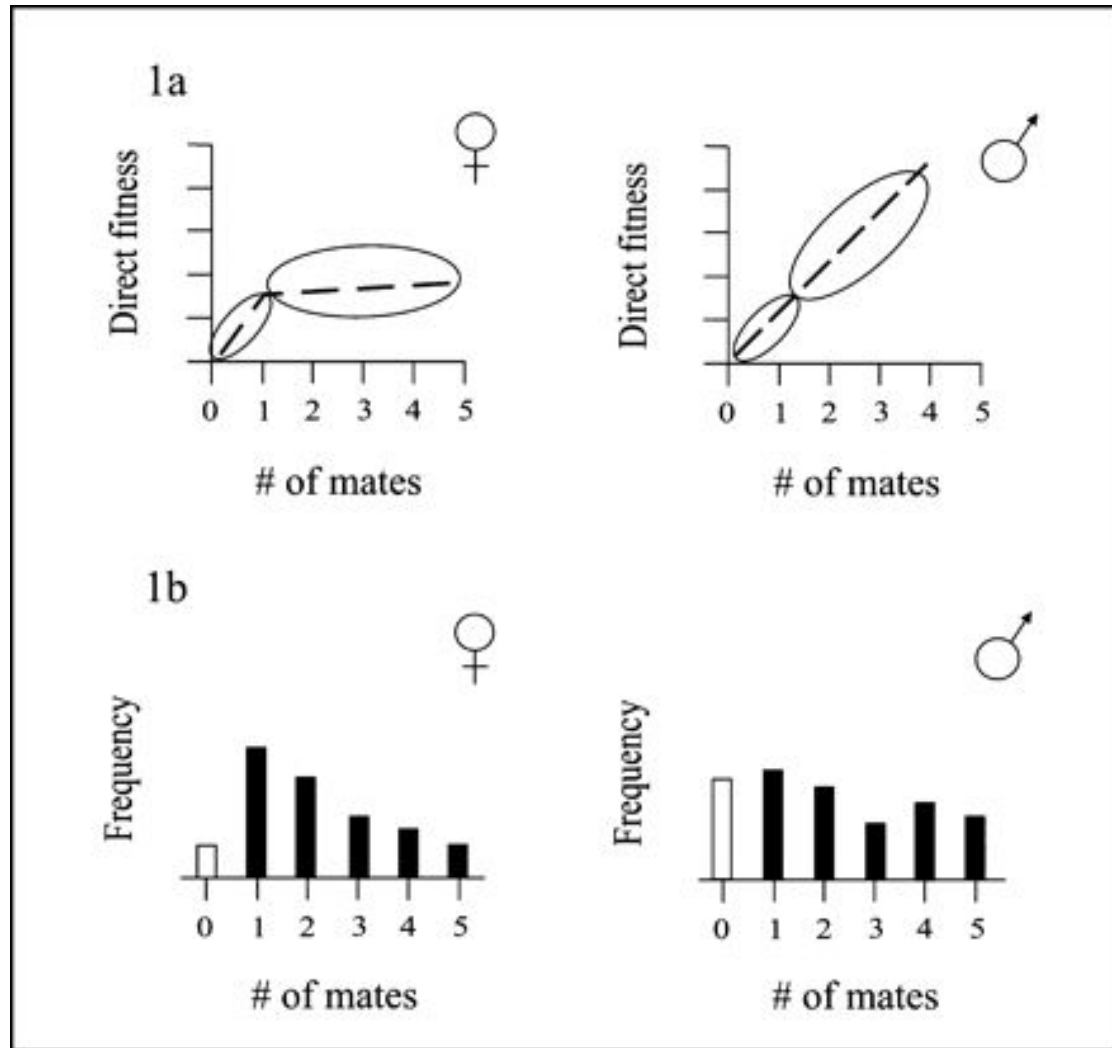 1a
♀
♂
Direct fitness
Direct fitness
0 1 2 3 4 5
0 1 2 3 4 5
# of mates
# of mates
1b
♀
♂
Frequency
Frequency
0 1 2 3 4 5
0 1 2 3 4 5
# of mates
# of mates